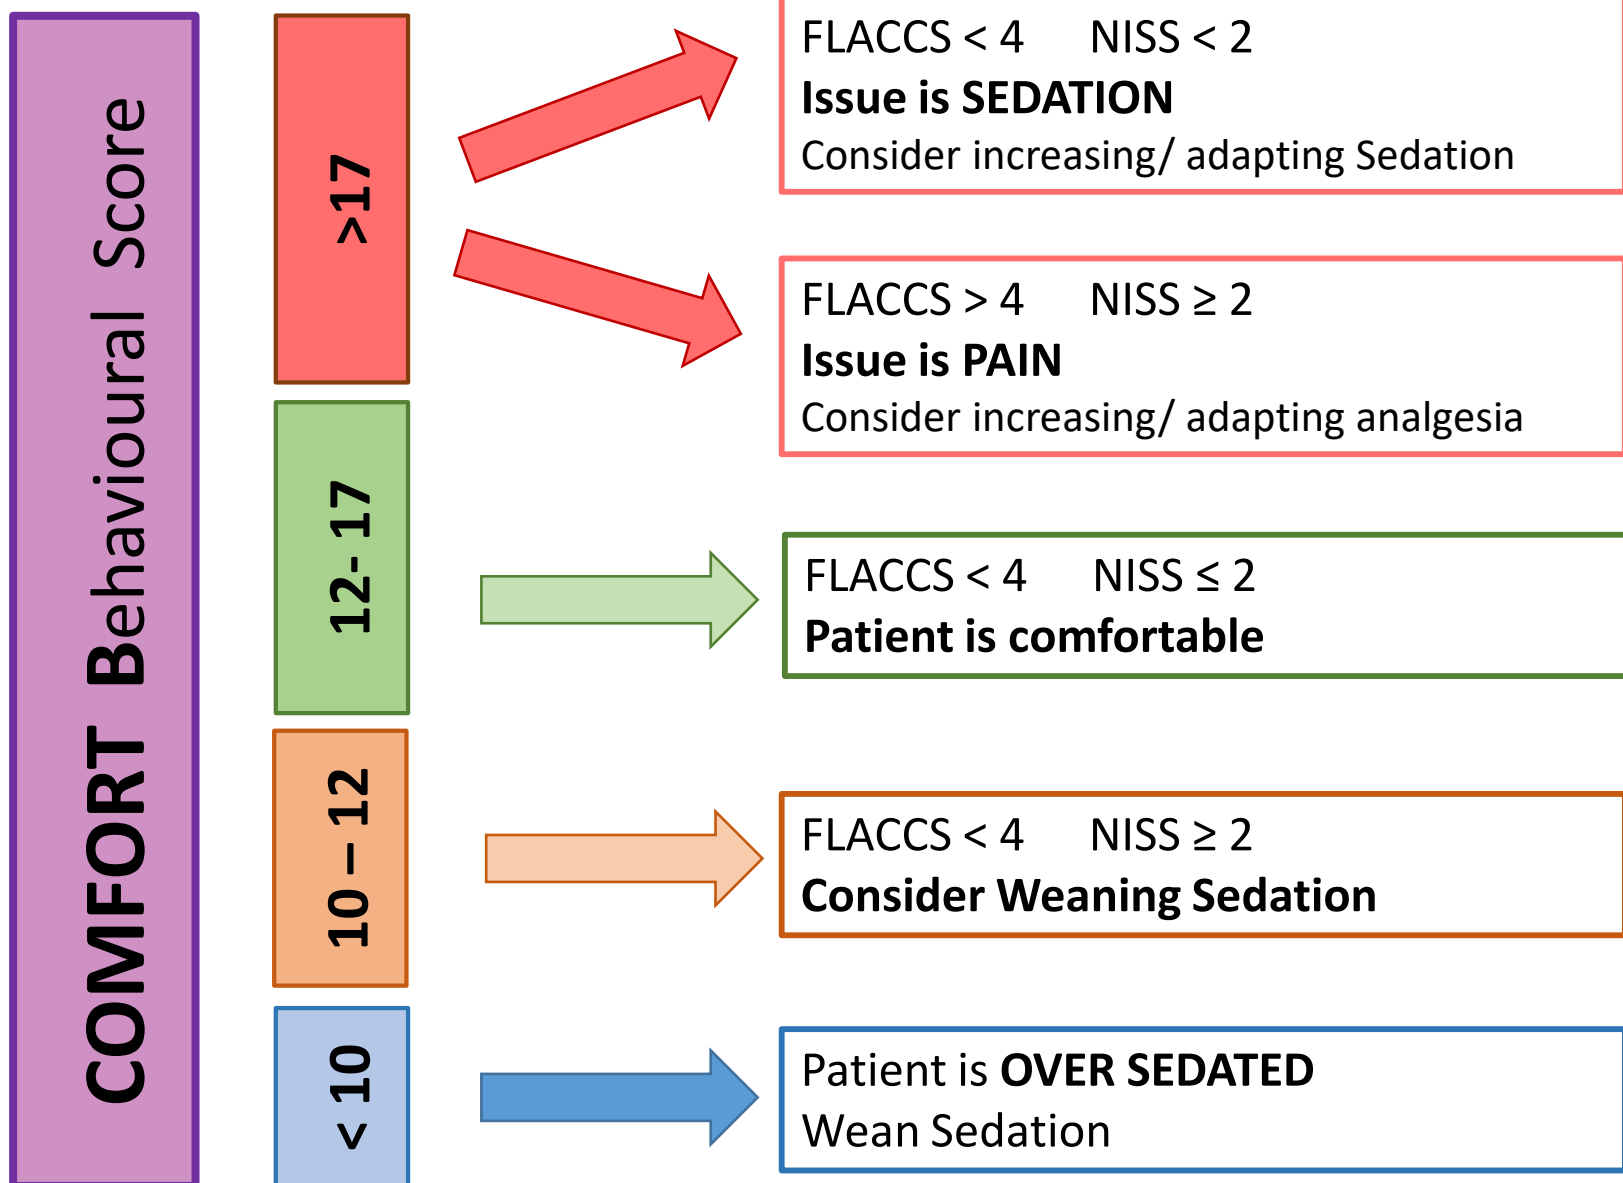 COMFORT Behavioural Score
>17
FLACCS < 4 NISS < 2
Issue is SEDATION
Consider increasing/ adapting Sedation
FLACCS > 4 NISS ≥ 2
Issue is PAIN
Consider increasing/ adapting analgesia
12- 17
FLACCS < 4 NISS ≤ 2
Patient is comfortable
10 – 12
FLACCS < 4 NISS ≥ 2
Consider Weaning Sedation
< 10
Patient is OVER SEDATED
Wean Sedation